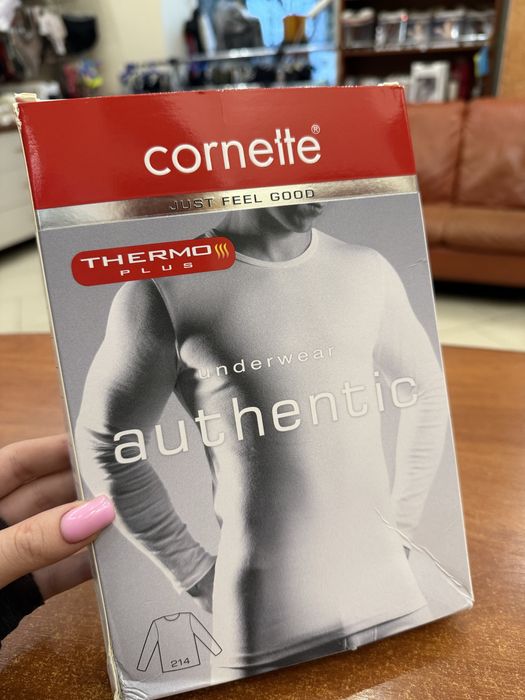 cornette®
JUST FEEL GOOD
THERMO
PLUS
underwear
authentic
214